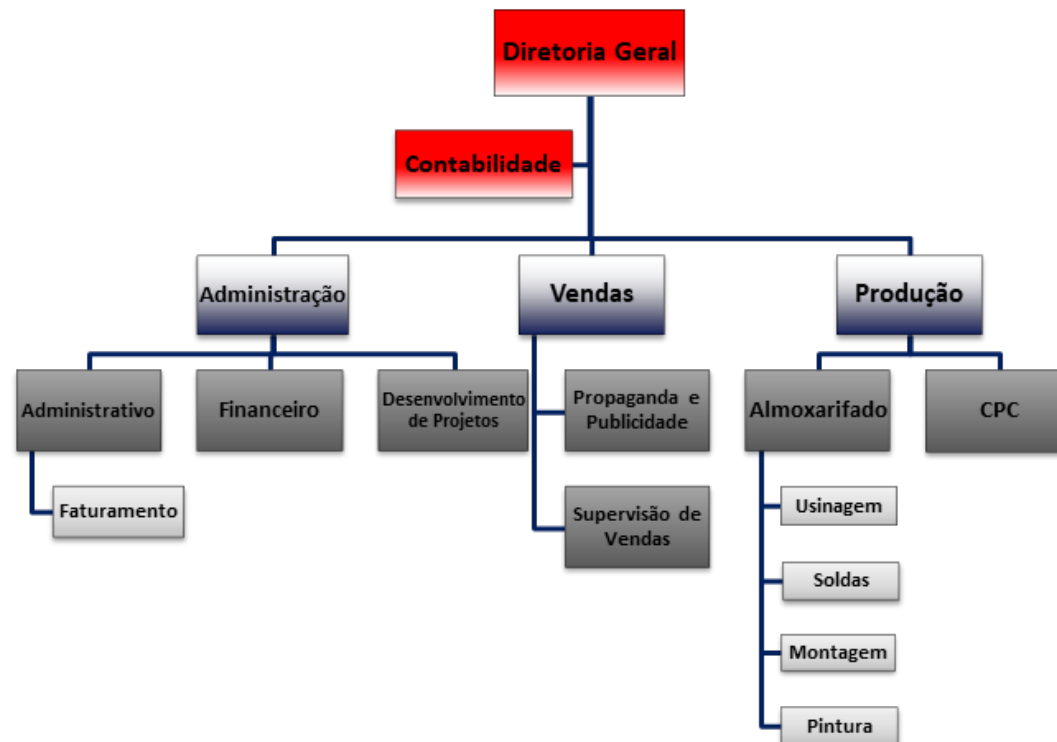 Diretoria Geral
Contabilidade
Administração
Vendas
Produção
Administrativo
Financeiro
Desenvolvimento
de Projetos
Propaganda e
Publicidade
Almoxarifado
CPC
Faturamento
Supervisão de
Vendas
Usinagem
Soldas
Montagem
Pintura